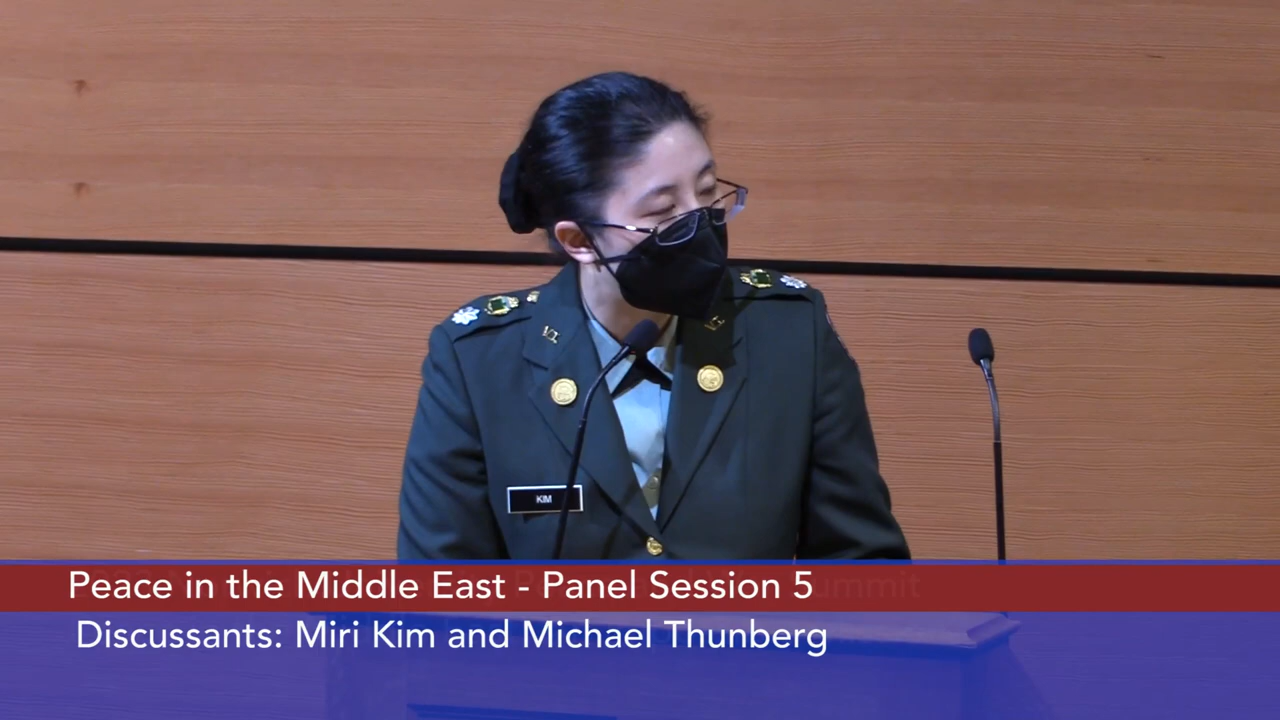 KIM
Peace in the Middle East - Panel Session 5
Discussants: Miri Kim and Michael Thunberg